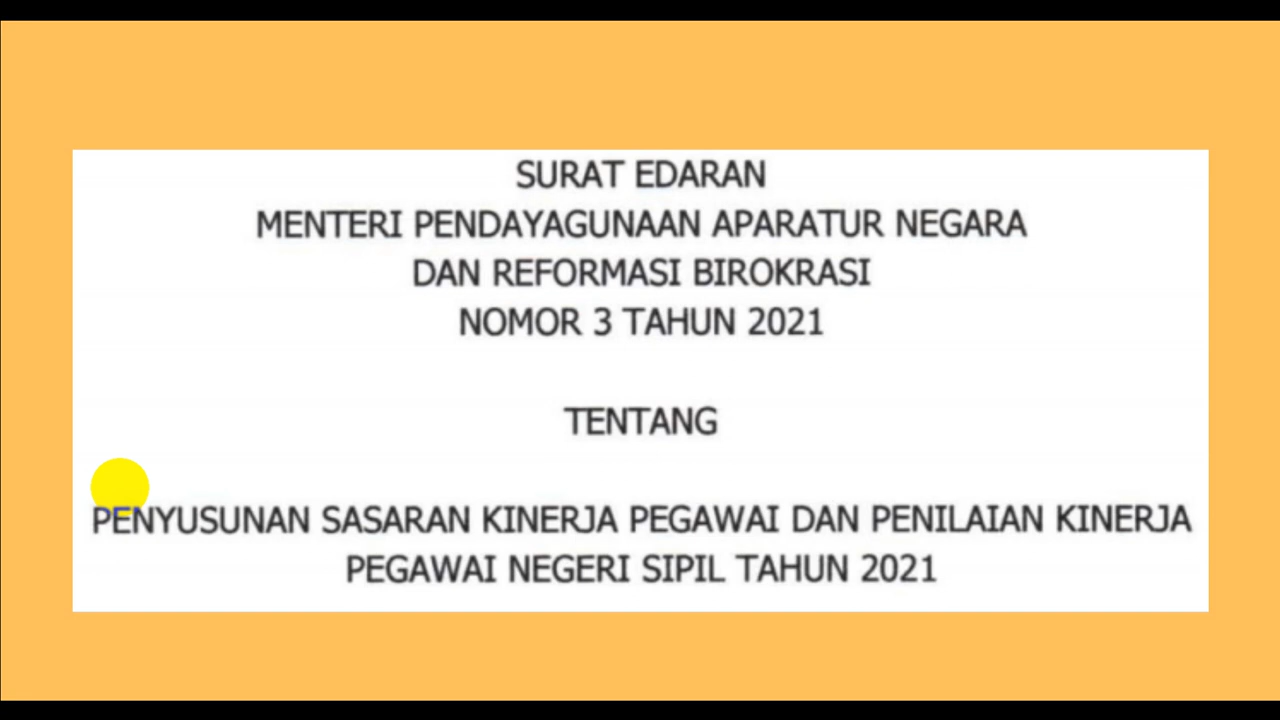 SURAT EDARAN
MENTERI PENDAYAGUNAAN APARATUR NEGARA
DAN REFORMASI BIROKRASI
NOMOR 3 TAHUN 2021
TENTANG
PENYUSUNAN SASARAN KINERJA PEGAWAI DAN PENILAIAN KINERJA
PEGAWAI NEGERI SIPIL TAHUN 2021